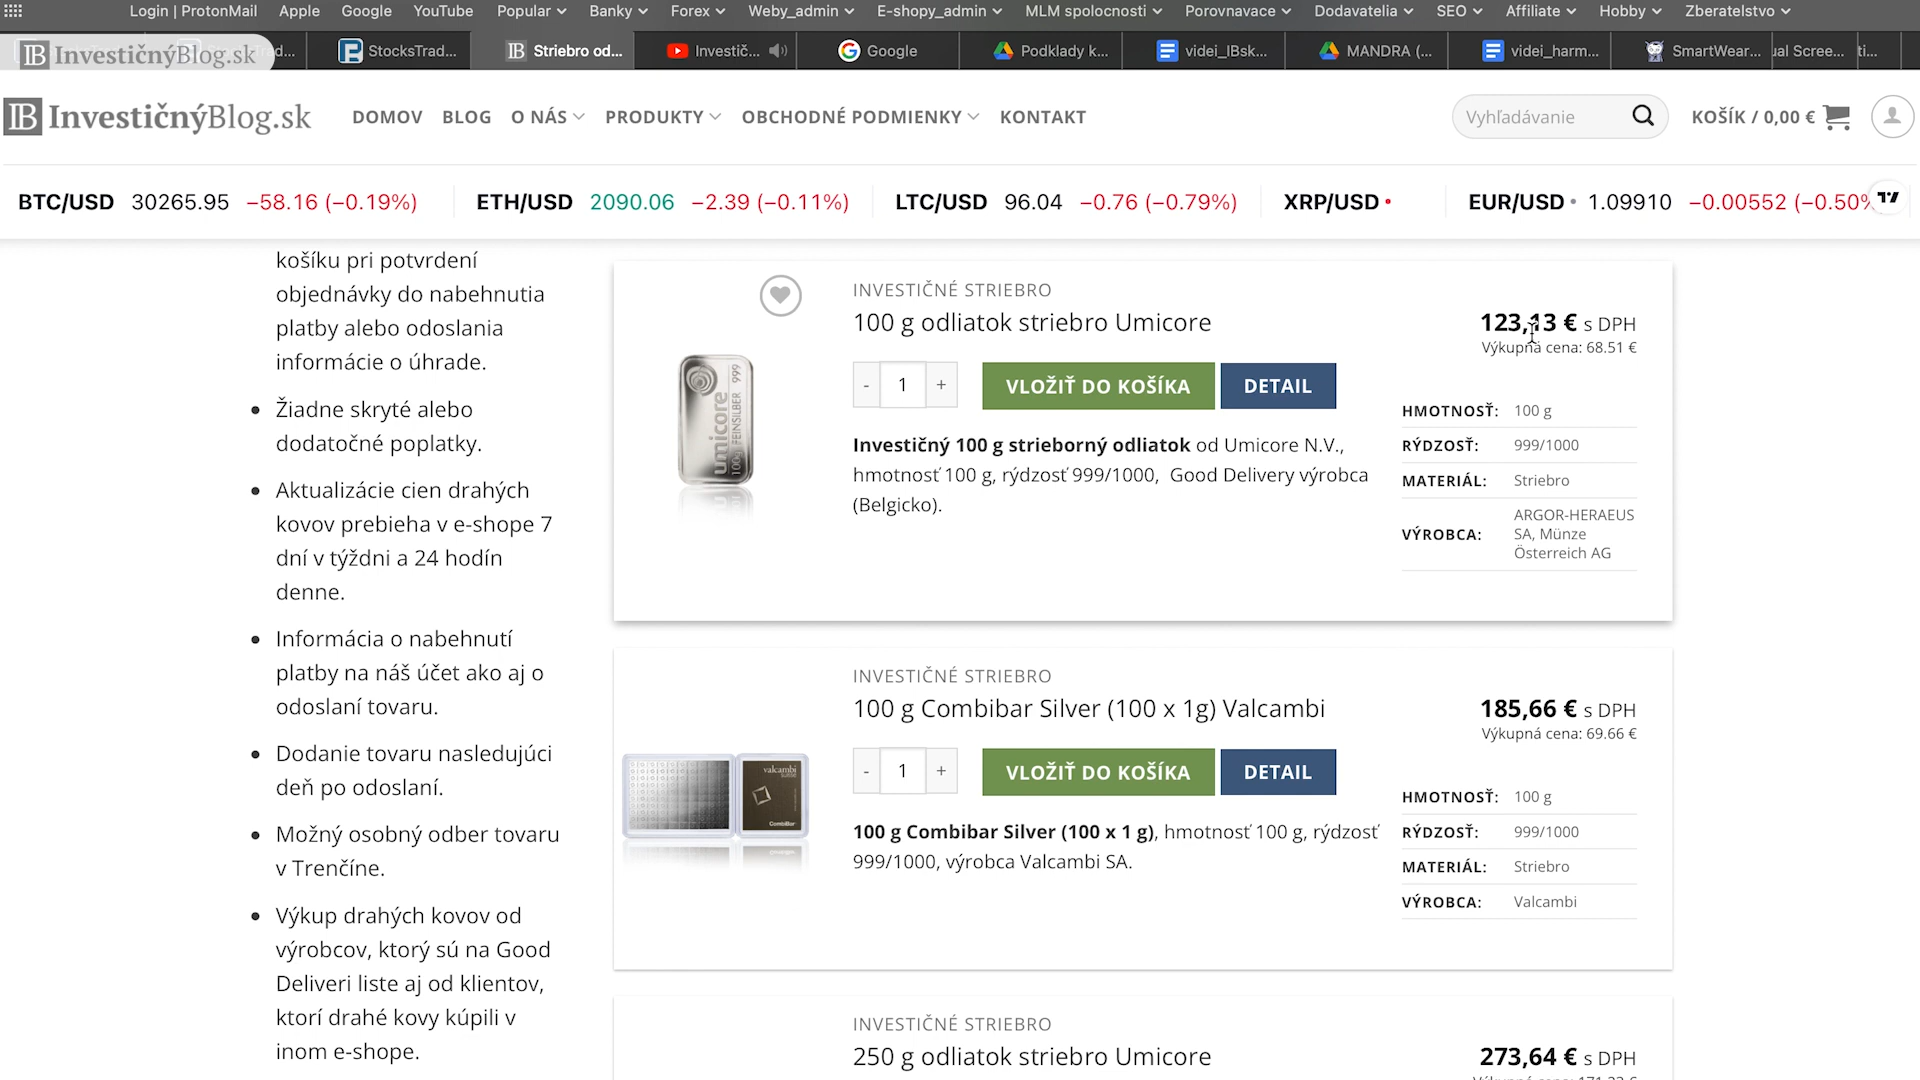 Login | ProtonMail Apple Google YouTube Popular Banky Forex Weby_admin E-shopy_admin MLM spolocnosti Porovnavace Dodavatelia SEO Affiliate Hobby Zberatelstvo
IB InvestičnýBlog.sk StocksTrad... Striebro od... Investič... Google Podklady k... videi_IBsk... MANDRA (... videi_harm... SmartWear... ual Scree... ti...
IB InvestičnýBlog.sk DOMOV BLOG O NÁS PRODUKTY OBCHODNÉ PODMIENKY KONTAKT Vyhľadávanie KOŠÍK / 0,00 €
BTC/USD 30265.95 −58.16 (−0.19%) ETH/USD 2090.06 −2.39 (−0.11%) LTC/USD 96.04 −0.76 (−0.79%) XRP/USD EUR/USD 1.09910 −0.00552 (−0.50%
košíku pri potvrdení
objednávky do nabehnutia
platby alebo odoslania
informácie o úhrade.
• Žiadne skryté alebo
dodatočné poplatky.
• Aktualizácie cien drahých
kovov prebieha v e-shope 7
dní v týždni a 24 hodín
denne.
• Informácia o nabehnutí
platby na náš účet ako aj o
odoslaní tovaru.
• Dodanie tovaru nasledujúci
deň po odoslaní.
• Možný osobný odber tovaru
v Trenčíne.
• Výkup drahých kovov od
výrobcov, ktorý sú na Good
Deliveri liste aj od klientov,
ktorí drahé kovy kúpili v
inom e-shope.
umicore
100g FEINSILBER 999
INVESTIČNÉ STRIEBRO
100 g odliatok striebro Umicore
- 1 + VLOŽIŤ DO KOŠÍKA DETAIL
Investičný 100 g strieborný odliatok od Umicore N.V.,
hmotnosť 100 g, rýdzosť 999/1000, Good Delivery výrobca
(Belgicko).
123,13 € s DPH
Výkupná cena: 68.51 €
HMOTNOSŤ: 100 g
RÝDZOSŤ: 999/1000
MATERIÁL: Striebro
VÝROBCA: ARGOR-HERAEUS
SA, Münze
Österreich AG
valcambi
CombiBar
INVESTIČNÉ STRIEBRO
100 g Combibar Silver (100 x 1g) Valcambi
- 1 + VLOŽIŤ DO KOŠÍKA DETAIL
100 g Combibar Silver (100 x 1 g), hmotnosť 100 g, rýdzosť
999/1000, výrobca Valcambi SA.
185,66 € s DPH
Výkupná cena: 69.66 €
HMOTNOSŤ: 100 g
RÝDZOSŤ: 999/1000
MATERIÁL: Striebro
VÝROBCA: Valcambi
INVESTIČNÉ STRIEBRO
250 g odliatok striebro Umicore
273,64 € s DPH